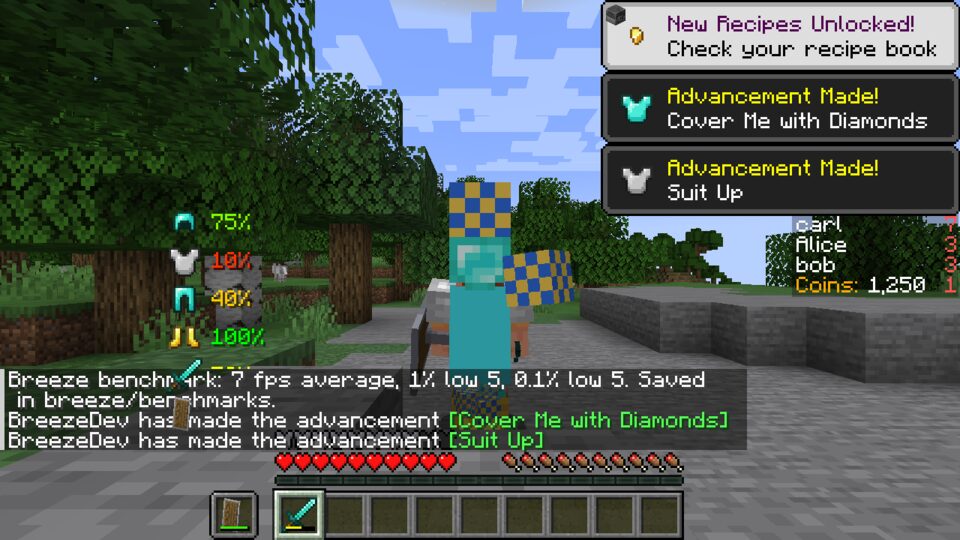 New Recipes Unlocked!
Check your recipe book
Advancement Made!
Cover Me with Diamonds
Advancement Made!
Suit Up
carl
Alice
bob
Coins: 1,250
75%
10%
40%
100%
Breeze benchmark: 7 fps average, 1% low 5, 0.1% low 5. Saved
in breeze/benchmarks.
BreezeDev has made the advancement [Cover Me with Diamonds]
BreezeDev has made the advancement [Suit Up]